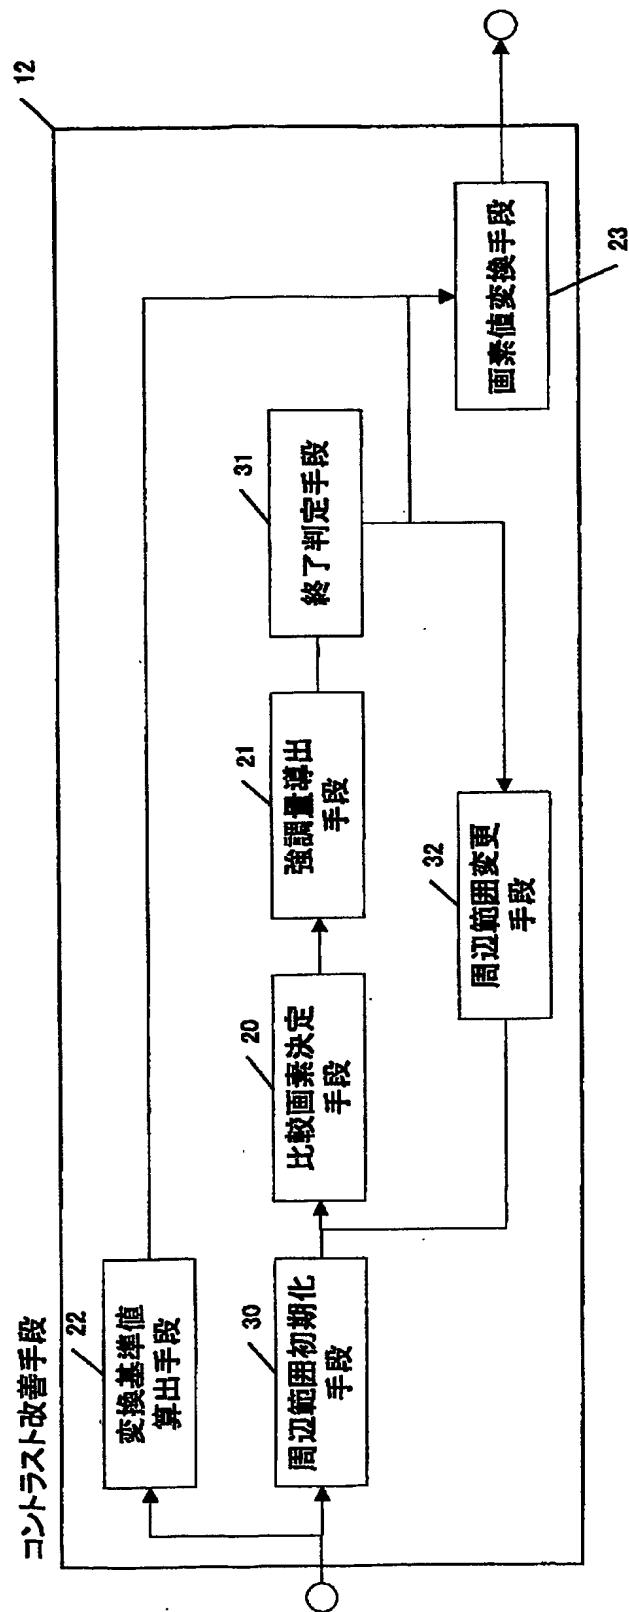 コントラスト改善手段
12
22
変換基準値
算出手段
30
周辺範囲初期化
手段
20
比較画素決定
手段
21
強調量導出
手段
31
終了判定手段
32
周辺範囲変更
手段
画素値変換手段
23